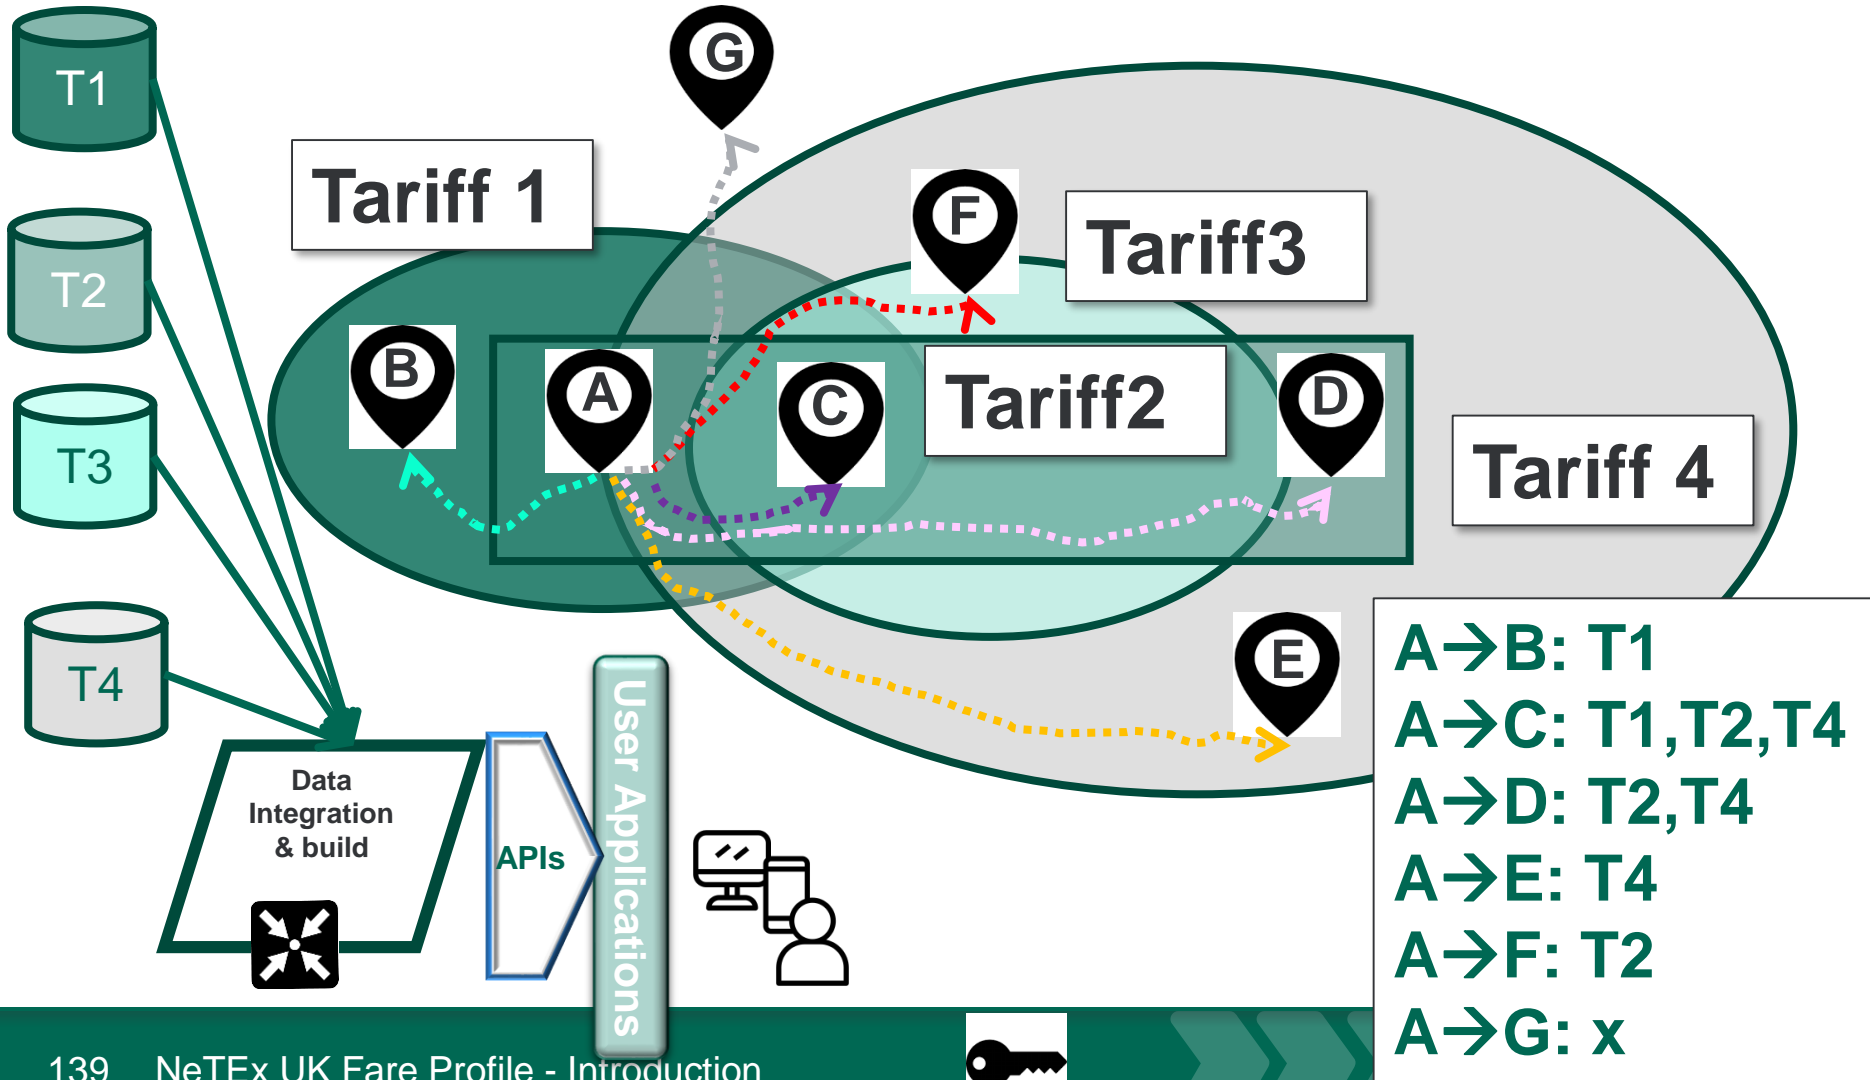 T1
T2
T3
T4
G
Tariff 1
F
Tariff3
B
A
C
Tariff2
D
Tariff 4
E
Data
Integration
& build
APIs
User Applications
A→B: T1
A→C: T1,T2,T4
A→D: T2,T4
A→E: T4
A→F: T2
A→G: x
139 NeTEx UK Fare Profile - Introduction